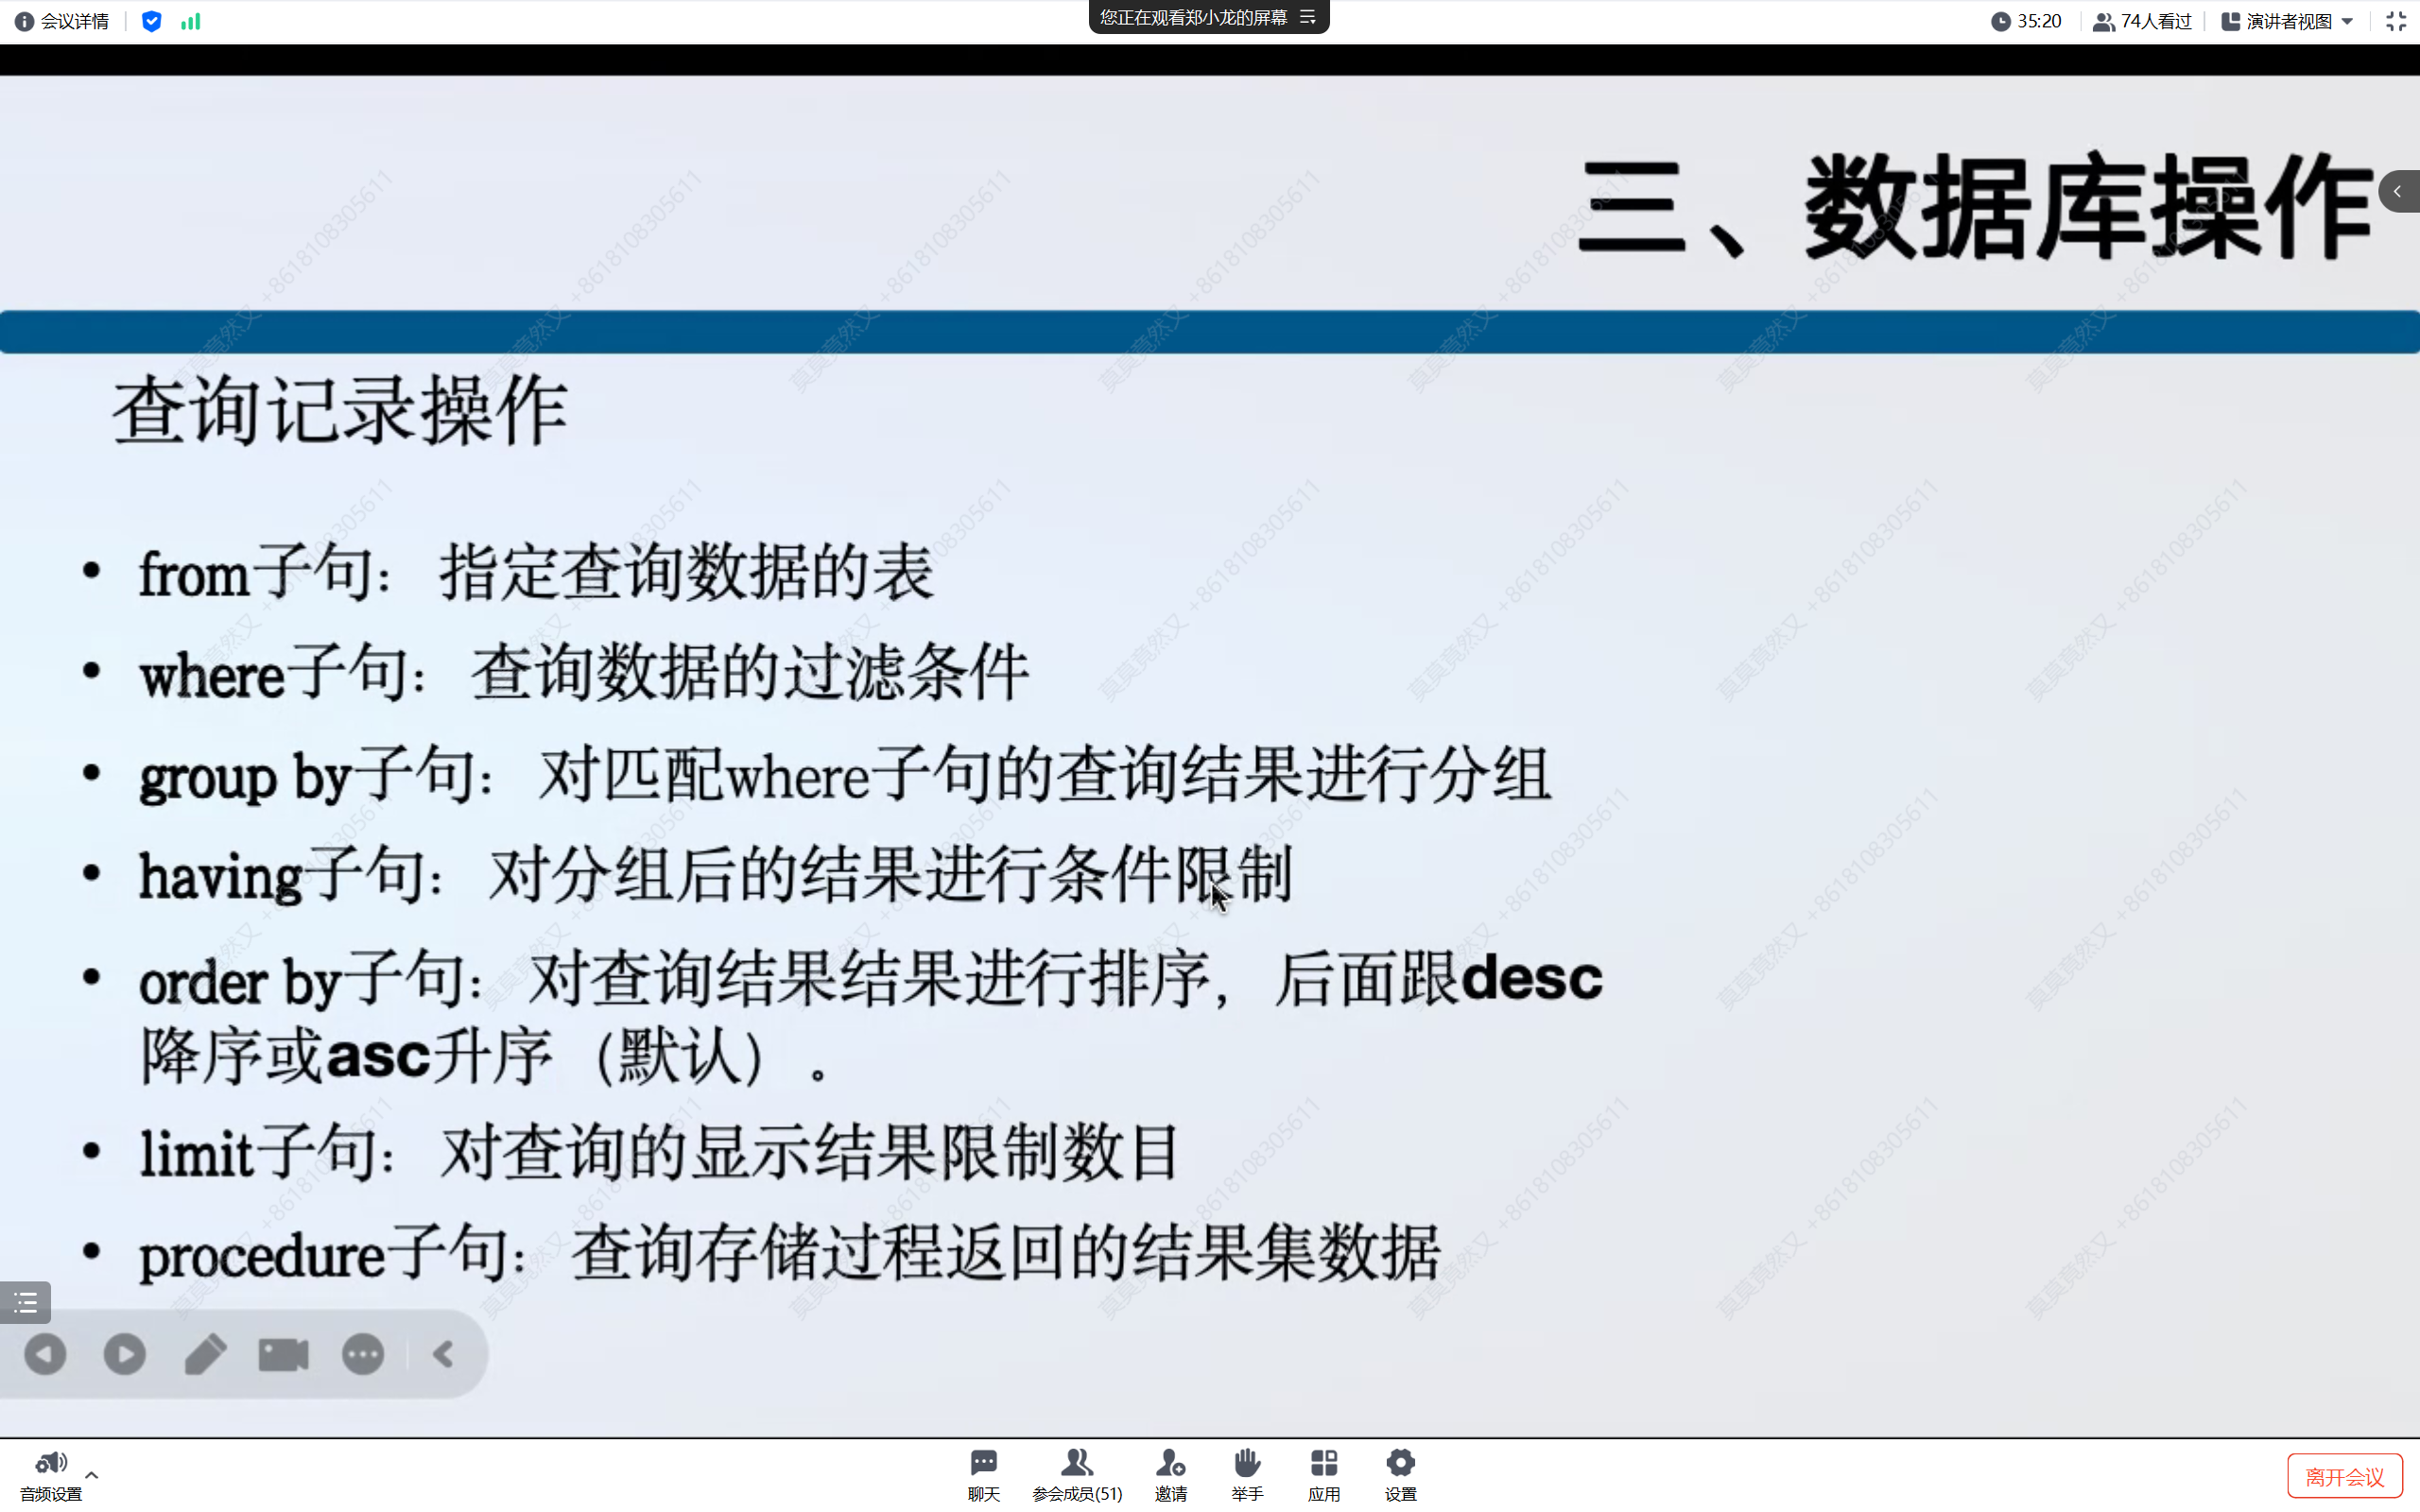 会议详情
您正在观看郑小龙的屏幕
35:20
74人看过
演讲者视图
三、数据库操作
查询记录操作
• from子句：指定查询数据的表
• where子句：查询数据的过滤条件
• group by子句：对匹配where子句的查询结果进行分组
• having子句：对分组后的结果进行条件限制
• order by子句：对查询结果结果进行排序，后面跟desc
降序或asc升序（默认）。
• limit子句：对查询的显示结果限制数目
• procedure子句：查询存储过程返回的结果集数据
莫莫竟然又 +8618108305611
音频设置
聊天
参会成员(51)
邀请
举手
应用
设置
离开会议